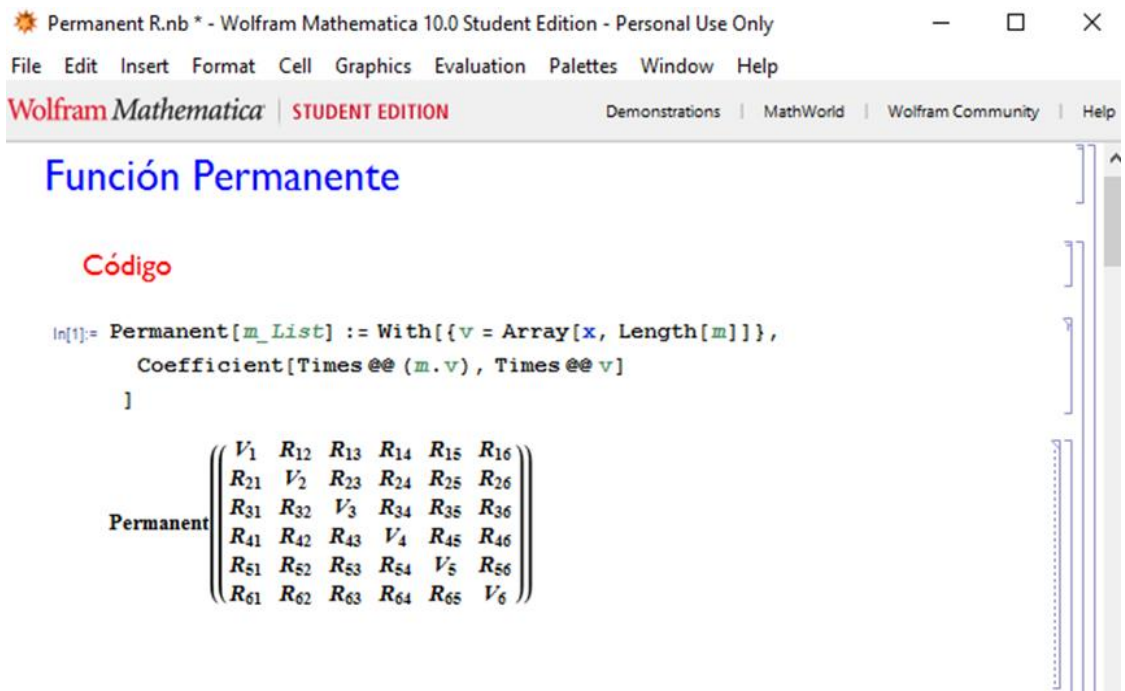 Permanent R.nb * - Wolfram Mathematica 10.0 Student Edition - Personal Use Only
File Edit Insert Format Cell Graphics Evaluation Palettes Window Help
Wolfram Mathematica | STUDENT EDITION Demonstrations | MathWorld | Wolfram Community | Help
Función Permanente
Código
In[1]:= Permanent[m_List] := With[{v = Array[x, Length[m]]},
Coefficient[Times @@ (m.v), Times @@ v]
]
V₁ R₁₂ R₁₃ R₁₄ R₁₅ R₁₆
R₂₁ V₂ R₂₃ R₂₄ R₂₅ R₂₆
R₃₁ R₃₂ V₃ R₃₄ R₃₅ R₃₆
Permanent
R₄₁ R₄₂ R₄₃ V₄ R₄₅ R₄₆
R₅₁ R₅₂ R₅₃ R₅₄ V₅ R₅₆
R₆₁ R₆₂ R₆₃ R₆₄ R₆₅ V₆